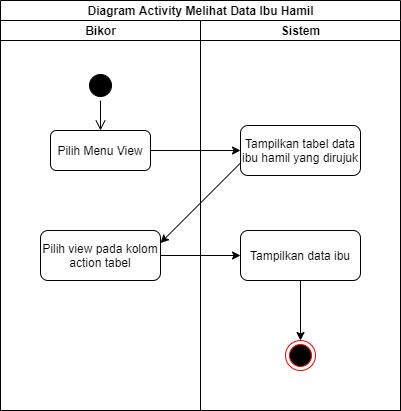 Diagram Activity Melihat Data Ibu Hamil
Bikor
Sistem
Pilih Menu View
Tampilkan tabel data
ibu hamil yang dirujuk
Pilih view pada kolom
action tabel
Tampilkan data ibu